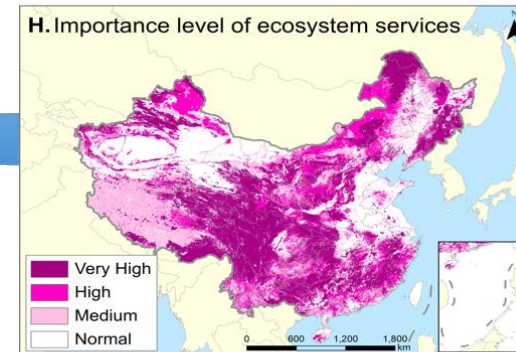 H. Importance level of ecosystem services
N
Very High
High
Medium
Normal
0 600 1,200 1,800
km